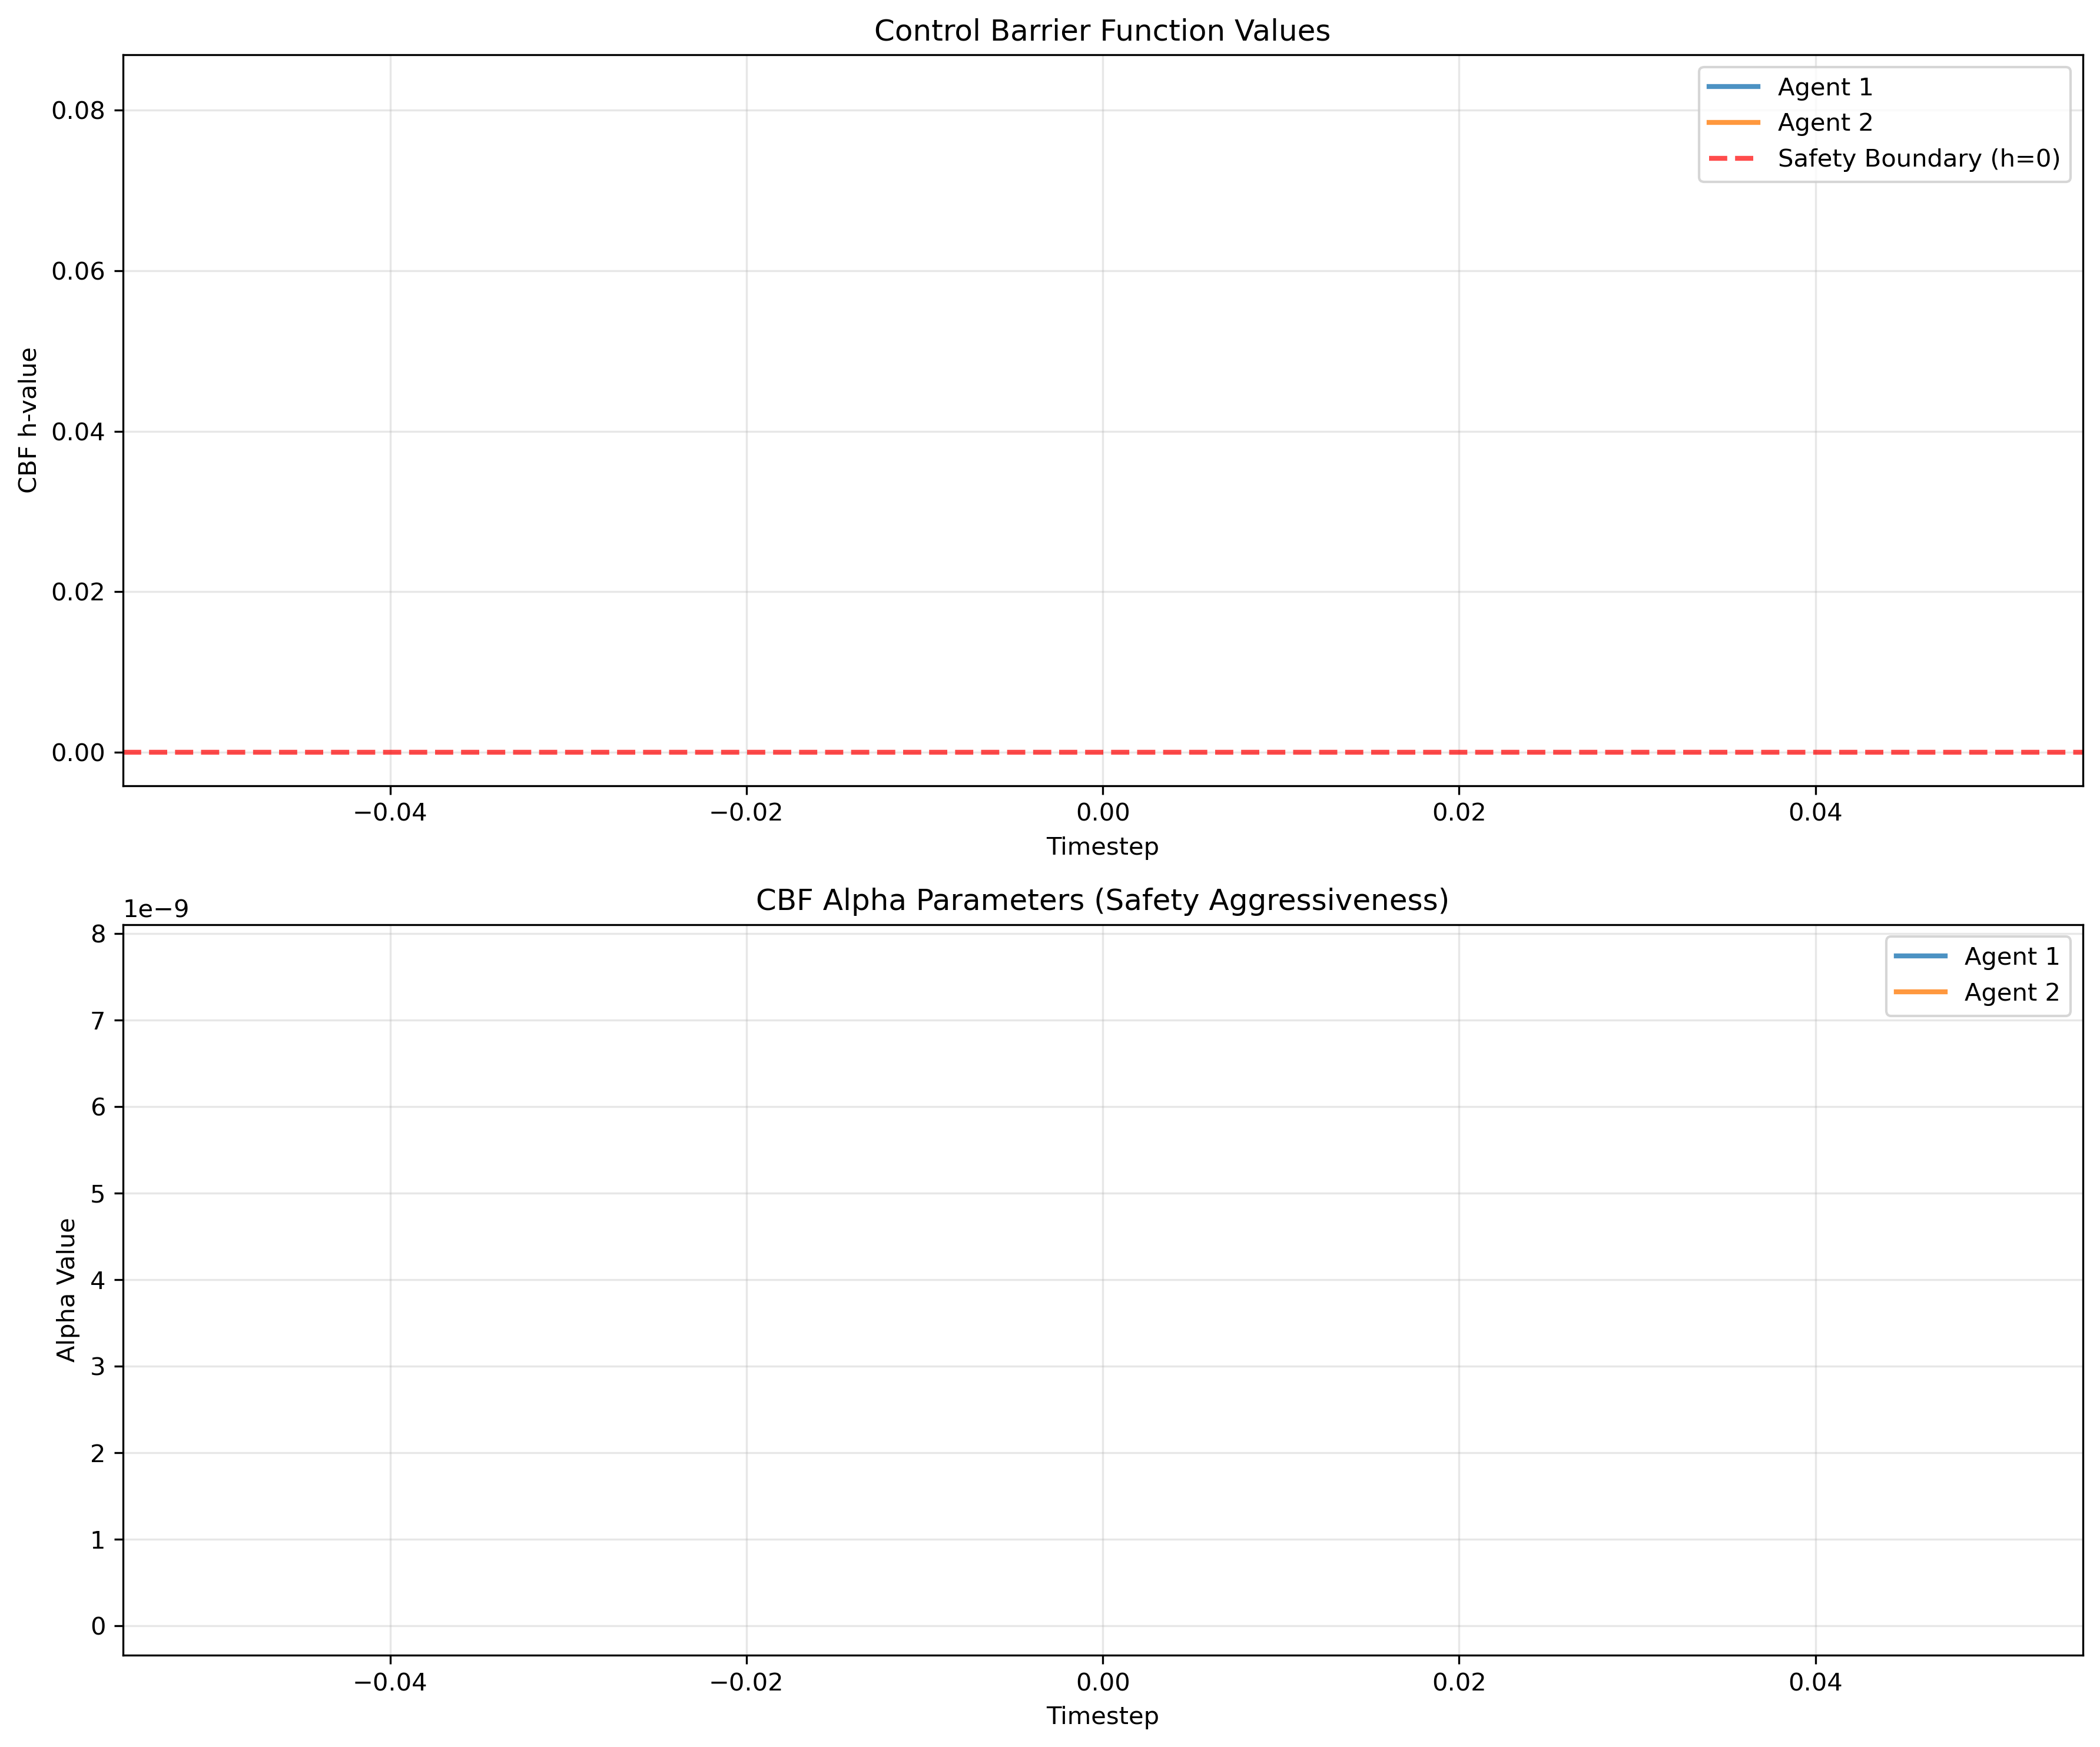 Control Barrier Function Values
Agent 1
Agent 2
Safety Boundary (h=0)
CBF h-value
0.08
0.06
0.04
0.02
0.00
−0.04 −0.02 0.00 0.02 0.04
Timestep
CBF Alpha Parameters (Safety Aggressiveness)
1e−9
Agent 1
Agent 2
Alpha Value
8
7
6
5
4
3
2
1
0
−0.04 −0.02 0.00 0.02 0.04
Timestep